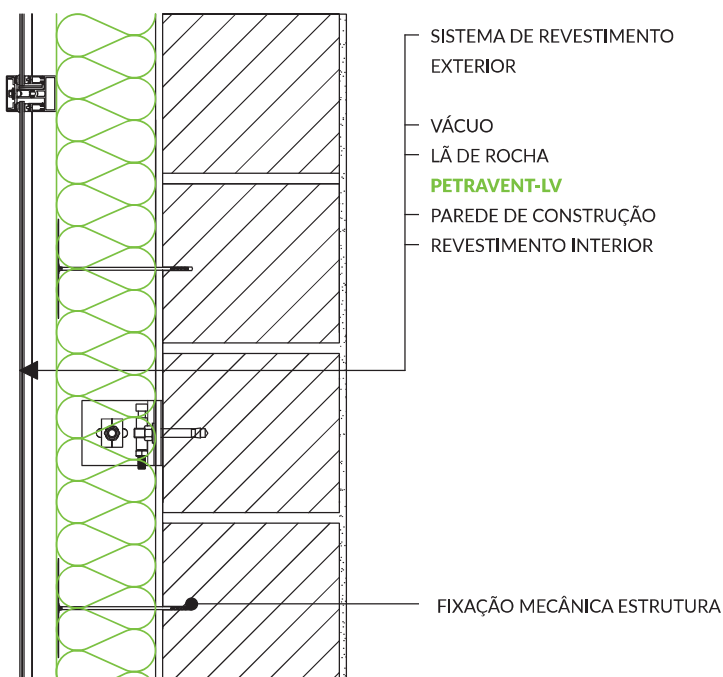 SISTEMA DE REVESTIMENTO
EXTERIOR
VÁCUO
LÃ DE ROCHA
PETRAVENT-LV
PAREDE DE CONSTRUÇÃO
REVESTIMENTO INTERIOR
FIXAÇÃO MECÂNICA ESTRUTURA